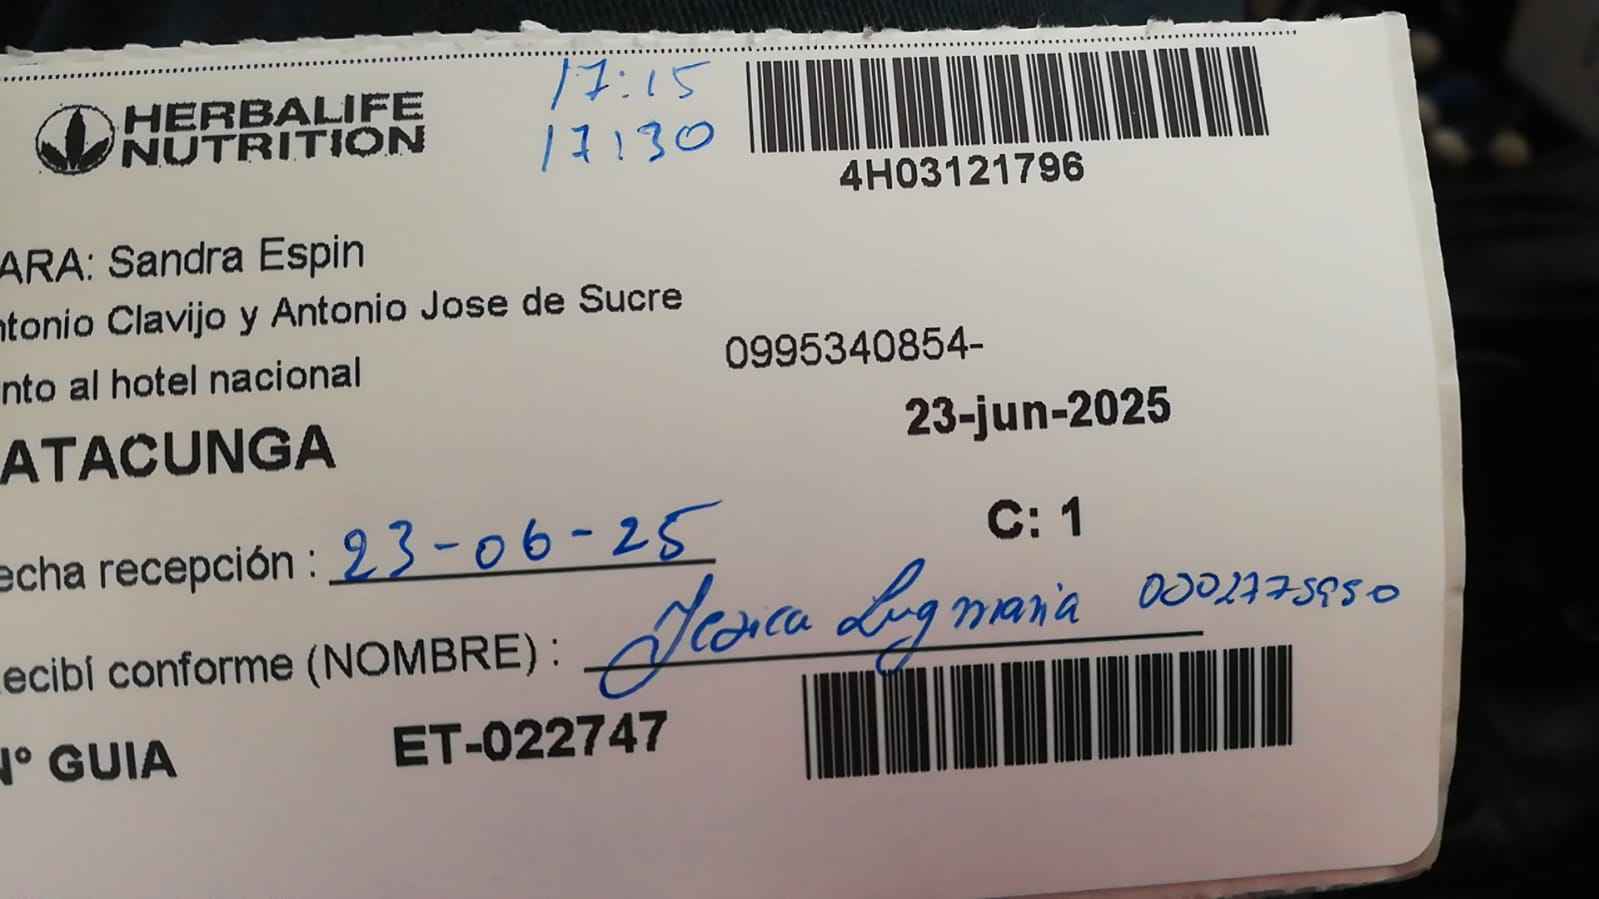 HERBALIFE NUTRITION
17:15
17:30
4H03121796
ARA: Sandra Espin
ntonio Clavijo y Antonio Jose de Sucre
0995340854-
nto al hotel nacional
23-jun-2025
ATACUNGA
C: 1
echa recepción : 23-06-25
ecibí conforme (NOMBRE) : Jesica
N° GUIA ET-022747